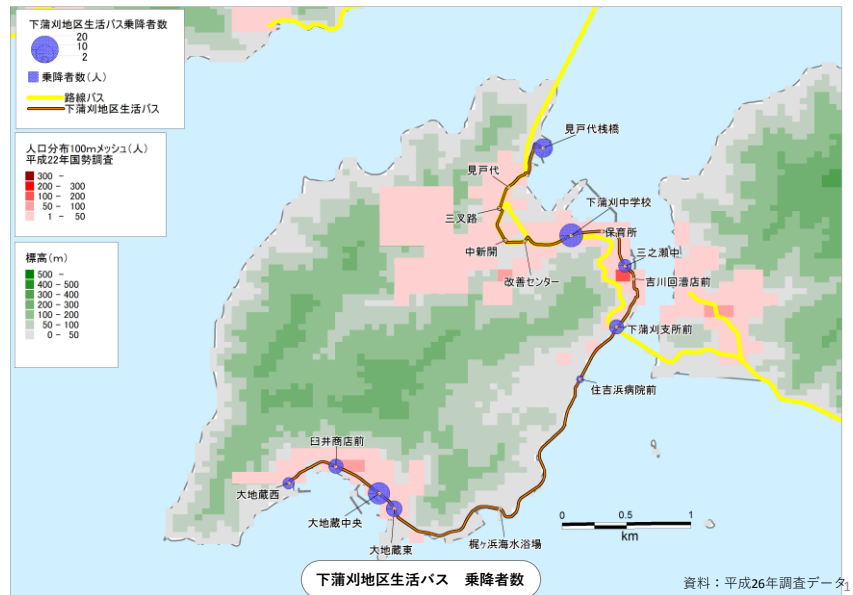 下蒲刈地区生活バス乗降者数
20
10
2
乗降者数(人)
路線バス
下蒲刈地区生活バス
人口分布100mメッシュ(人)
平成22年国勢調査
300 -
200 - 300
100 - 200
50 - 100
1 - 50
標高(m)
500 -
400 - 500
300 - 400
200 - 300
100 - 200
50 - 100
0 - 50
見戸代桟橋
見戸代
下蒲刈中学校
三叉路
保育所
中新開
三之瀬中
改善センター
吉川回漕店前
下蒲刈支所前
住吉浜病院前
臼井商店前
大地蔵西
大地蔵中央
大地蔵東
梶ヶ浜海水浴場
0 0.5 1
km
下蒲刈地区生活バス 乗降者数
資料:平成26年調査データ
1